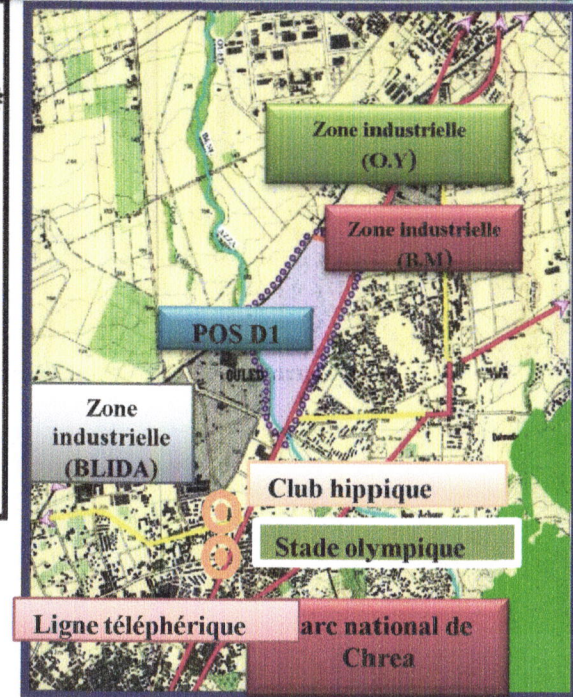 Zone industrielle
(O.Y)
Zone industrielle
(B.M)
POS D1
OULED
Zone
industrielle
(BLIDA)
Club hippique
Stade olympique
Ligne téléphérique
arc national de
Chrea